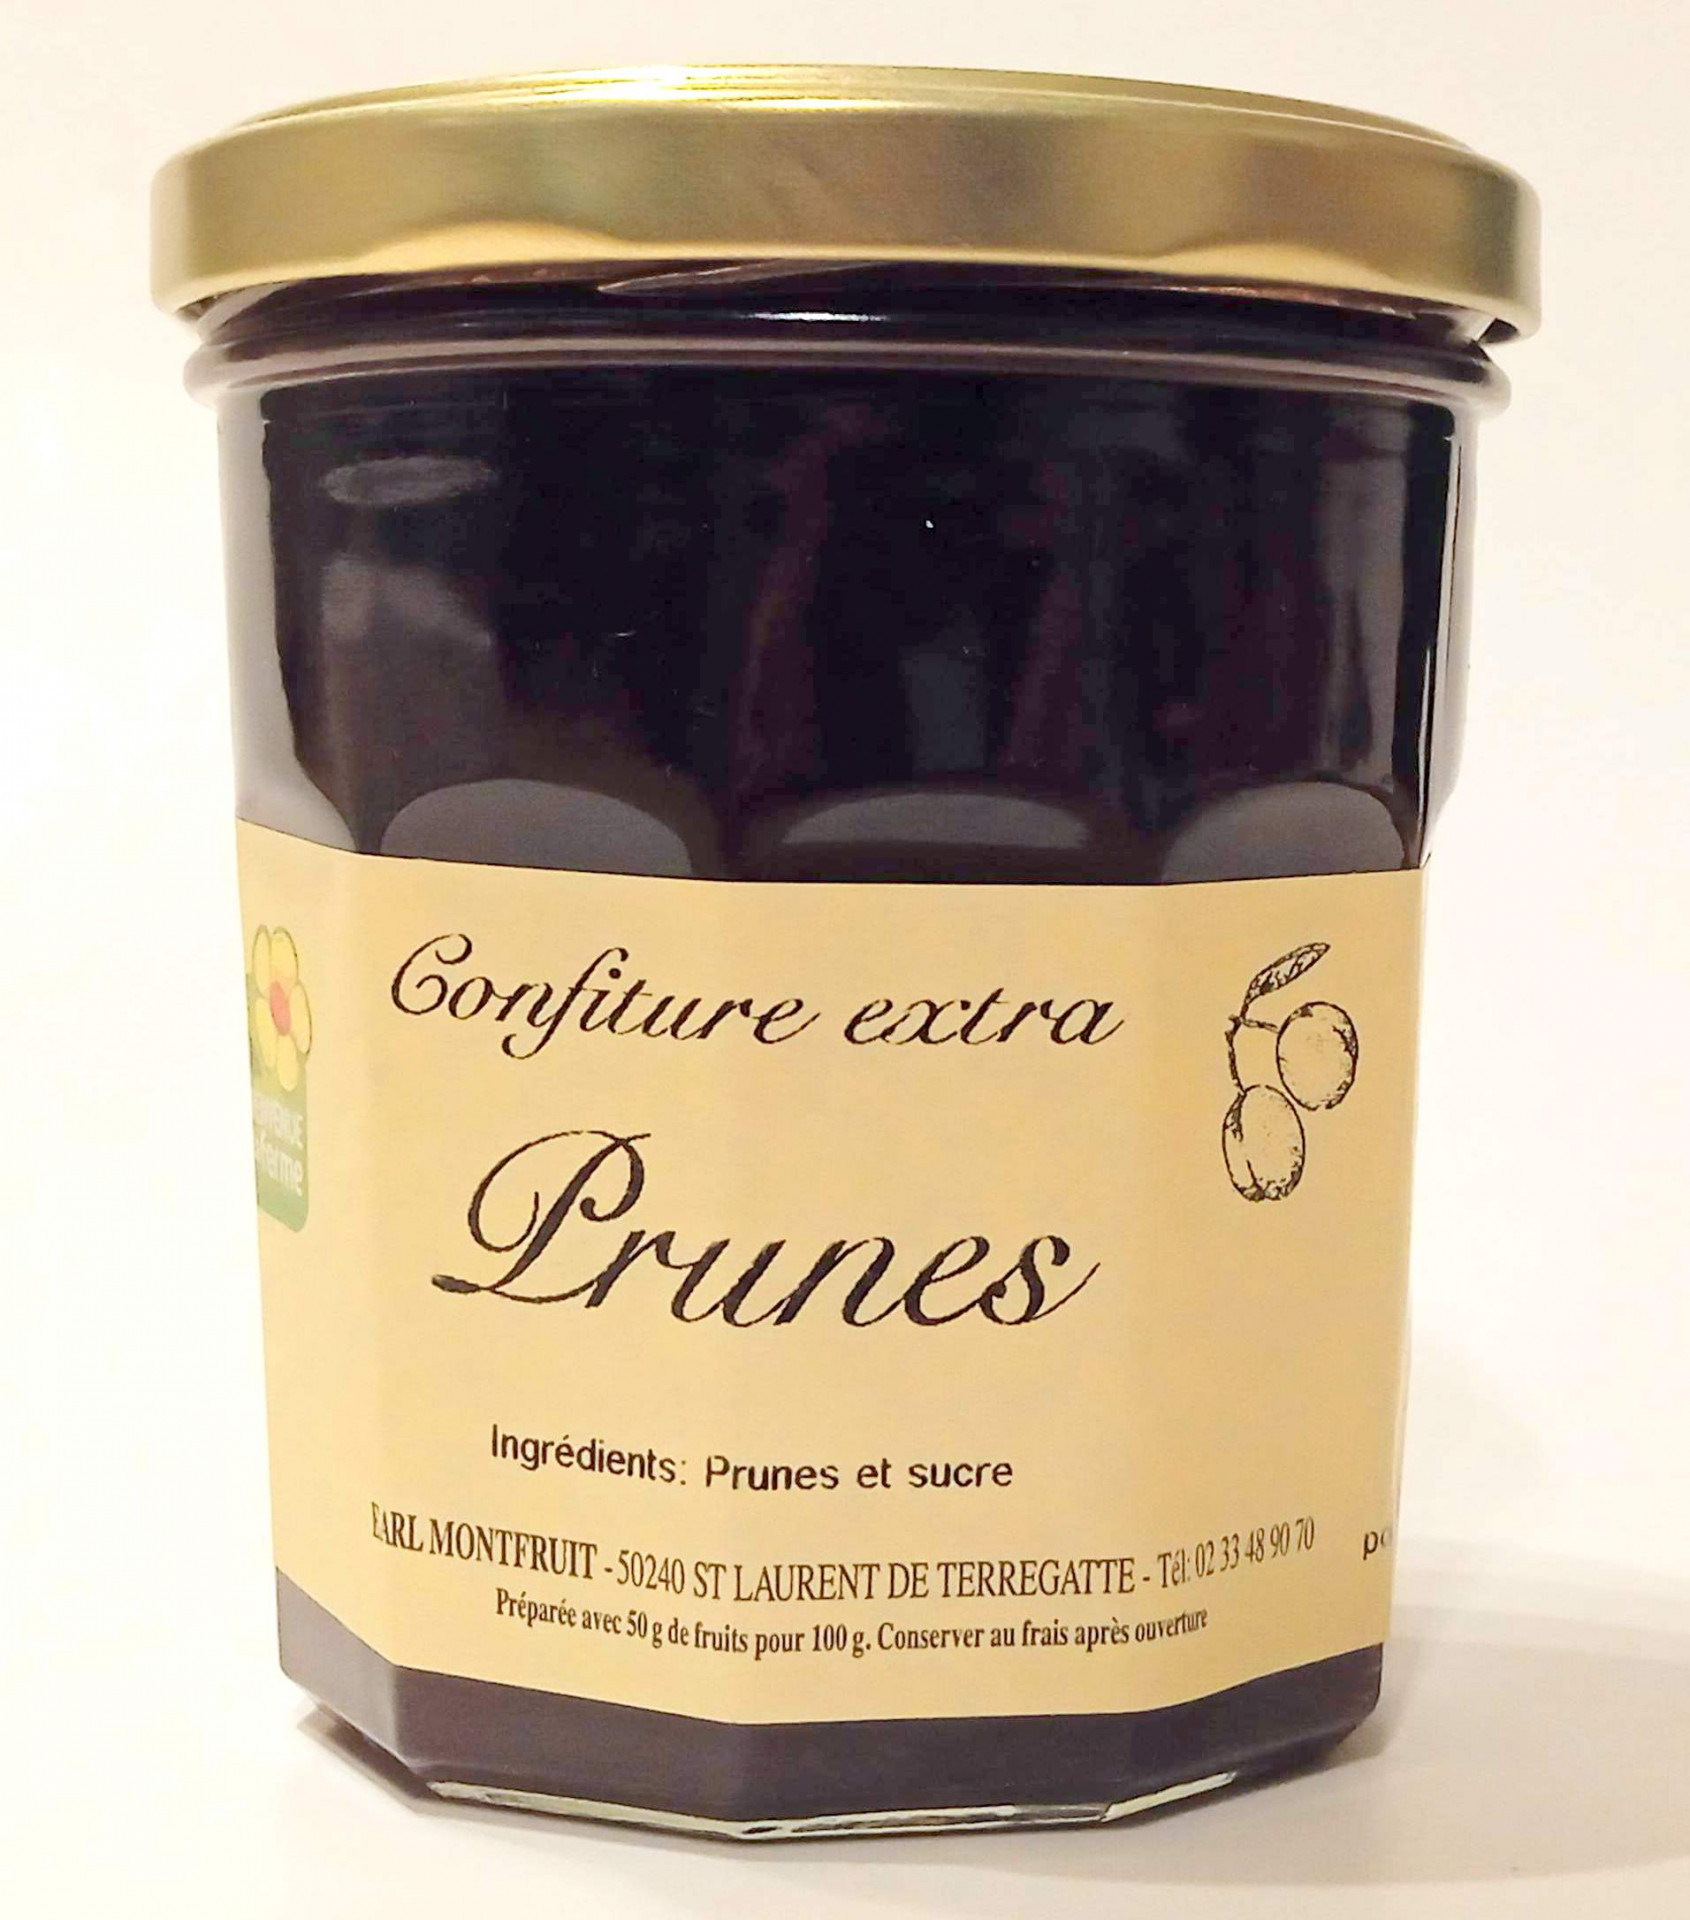 Confiture extra
Prunes
Ingrédients: Prunes et sucre
EARL MONTFRUIT - 50240 ST LAURENT DE TERREGATTE - Tél: 02 33 48 90 70
Préparée avec 50 g de fruits pour 100 g. Conserver au frais après ouverture